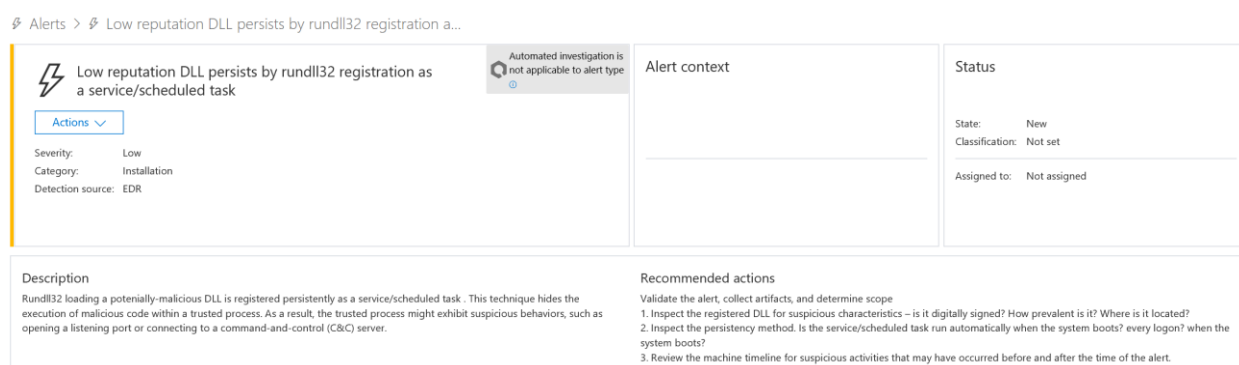 Alerts > Low reputation DLL persists by rundll32 registration a...
Low reputation DLL persists by rundll32 registration as
a service/scheduled task
Automated investigation is
not applicable to alert type
Actions
Severity: Low
Category: Installation
Detection source: EDR
Alert context
Status
State: New
Classification: Not set
Assigned to: Not assigned
Description
Rundll32 loading a potenially-malicious DLL is registered persistently as a service/scheduled task . This technique hides the
execution of malicious code within a trusted process. As a result, the trusted process might exhibit suspicious behaviors, such as
opening a listening port or connecting to a command-and-control (C&C) server.
Recommended actions
Validate the alert, collect artifacts, and determine scope
1. Inspect the registered DLL for suspicious characteristics – is it digitally signed? How prevalent is it? Where is it located?
2. Inspect the persistency method. Is the service/scheduled task run automatically when the system boots? every logon? when the
system boots?
3. Review the machine timeline for suspicious activities that may have occurred before and after the time of the alert.